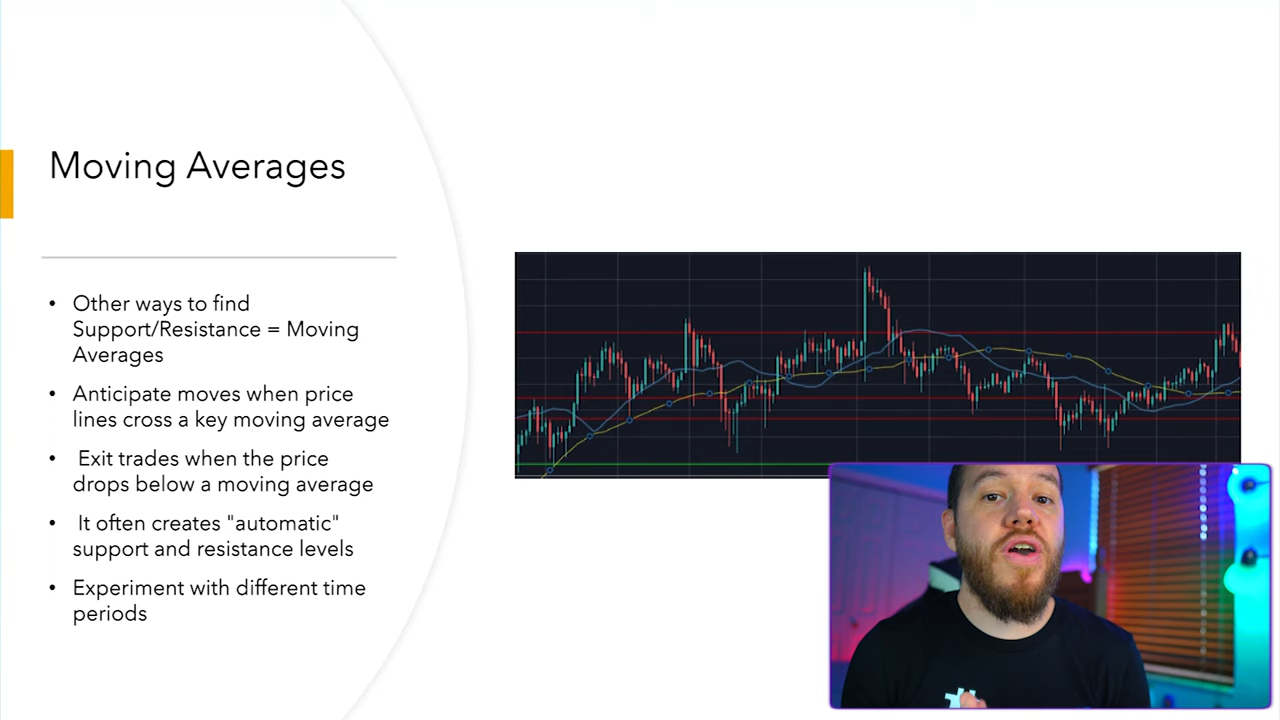 Moving Averages
• Other ways to find
Support/Resistance = Moving
Averages
• Anticipate moves when price
lines cross a key moving average
• Exit trades when the price
drops below a moving average
• It often creates "automatic"
support and resistance levels
• Experiment with different time
periods